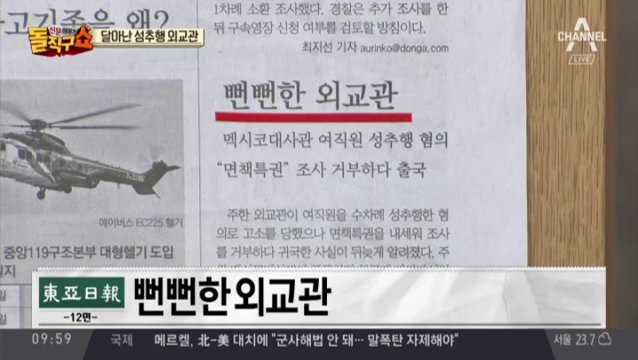 고기종을 왜?
신문이야기
돌직구쇼
달아난 성추행 외교관
CHANNEL A
LIVE
1차례 소환 조사했다. 경찰은 추가 조사를 한
뒤 구속영장 신청 여부를 검토할 방침이다.
최지선 기자 aurinko@donga.com
뻔뻔한 외교관
멕시코대사관 여직원 성추행 혐의
“면책특권” 조사 거부하다 출국
에어버스 EC225 헬기
중앙119구조본부 대형헬기 도입
일지
주한 외교관이 여직원을 수차례 성추행한 혐
의로 고소를 당했으나 면책특권을 내세워 조사
를 거부하다 귀국한 사실이 뒤늦게 알려졌다. 주
東亞日報
-12면-
뻔뻔한 외교관
09:59 국제 메르켈, 北-美 대치에 “군사해법 안 돼… 말폭탄 자제해야” 서울 23.7